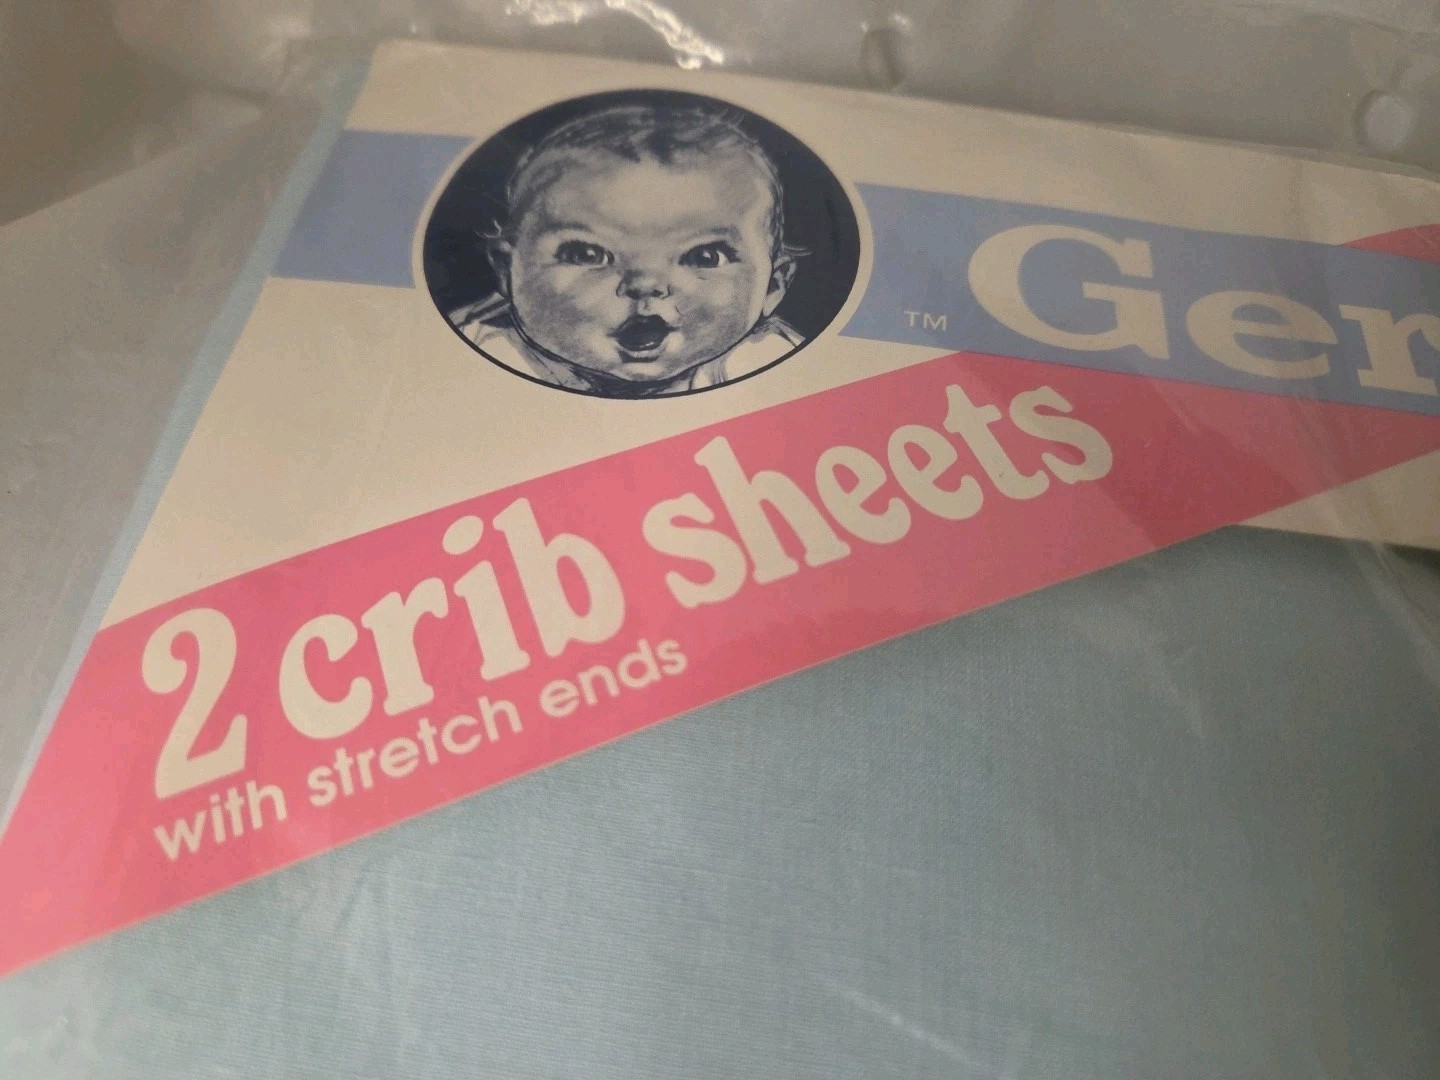 ™ Ger
2 crib sheets
with stretch ends